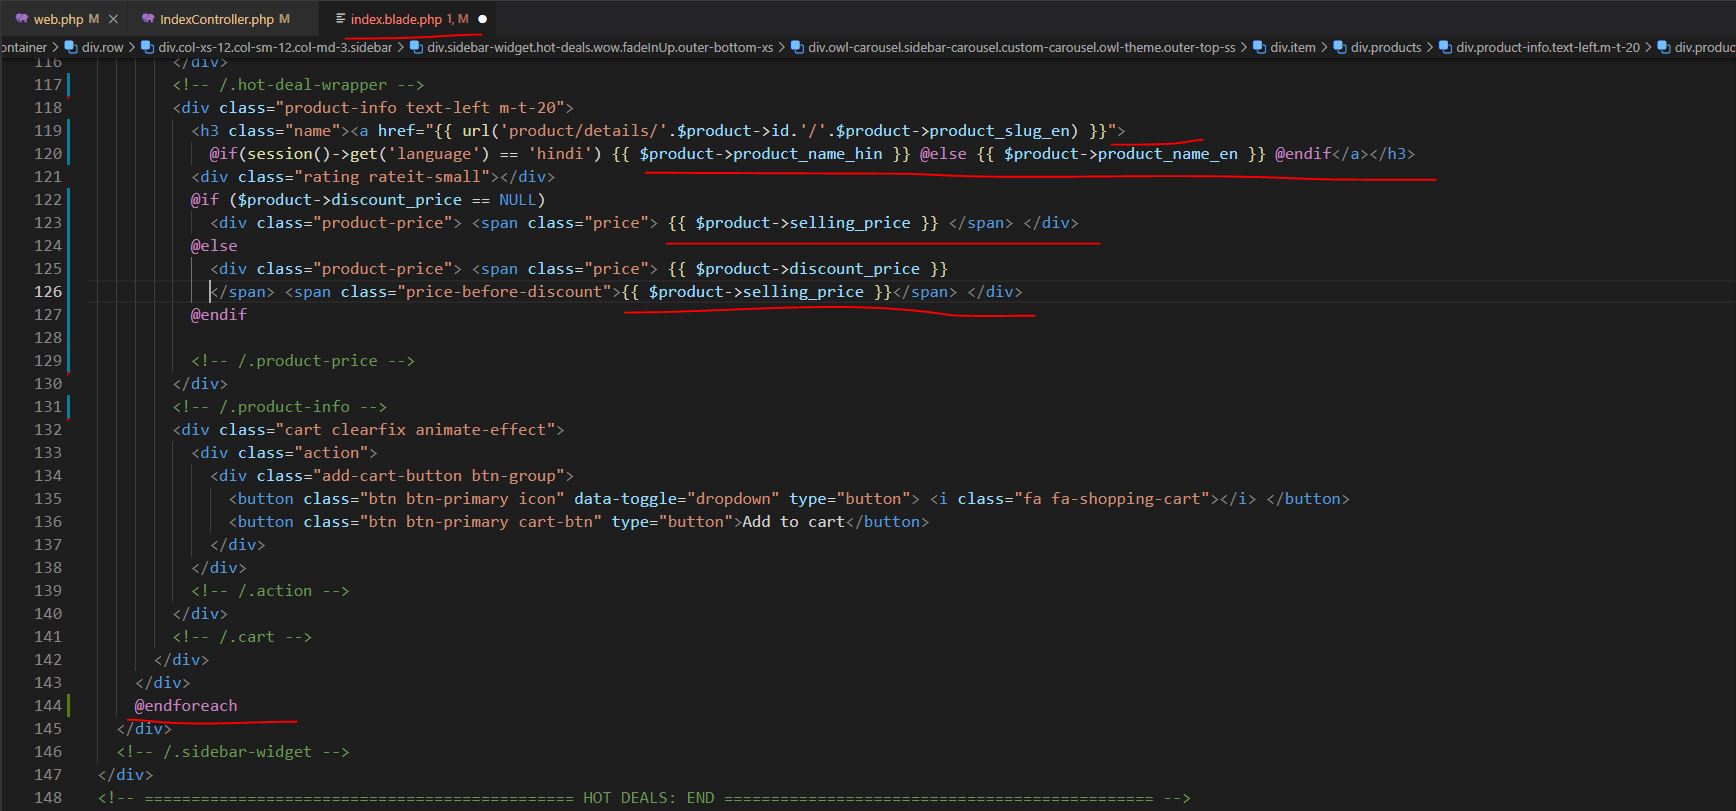 web.php M × IndexController.php M index.blade.php 1, M ●
ontainer > div.row > div.col-xs-12.col-sm-12.col-md-3.sidebar > div.sidebar-widget.hot-deals.wow.fadeInUp.outer-bottom-xs > div.owl-carousel.sidebar-carousel.custom-carousel.owl-theme.outer-top-ss > div.item > div.products > div.product-info.text-left.m-t-20 > div.produc
116 </div>
117 <!-- /.hot-deal-wrapper -->
118 <div class="product-info text-left m-t-20">
119 <h3 class="name"><a href="{{ url('product/details/'.$product->id.'/'.$product->product_slug_en) }}">
120 @if(session()->get('language') == 'hindi') {{ $product->product_name_hin }} @else {{ $product->product_name_en }} @endif</a></h3>
121 <div class="rating rateit-small"></div>
122 @if ($product->discount_price == NULL)
123 <div class="product-price"> <span class="price"> {{ $product->selling_price }} </span> </div>
124 @else
125 <div class="product-price"> <span class="price"> {{ $product->discount_price }}
126 </span> <span class="price-before-discount">{{ $product->selling_price }}</span> </div>
127 @endif
128
129 <!-- /.product-price -->
130 </div>
131 <!-- /.product-info -->
132 <div class="cart clearfix animate-effect">
133 <div class="action">
134 <div class="add-cart-button btn-group">
135 <button class="btn btn-primary icon" data-toggle="dropdown" type="button"> <i class="fa fa-shopping-cart"></i> </button>
136 <button class="btn btn-primary cart-btn" type="button">Add to cart</button>
137 </div>
138 </div>
139 <!-- /.action -->
140 </div>
141 <!-- /.cart -->
142 </div>
143 </div>
144 @endforeach
145 </div>
146 <!-- /.sidebar-widget -->
147 </div>
148 <!-- ============================================== HOT DEALS: END ============================================== -->